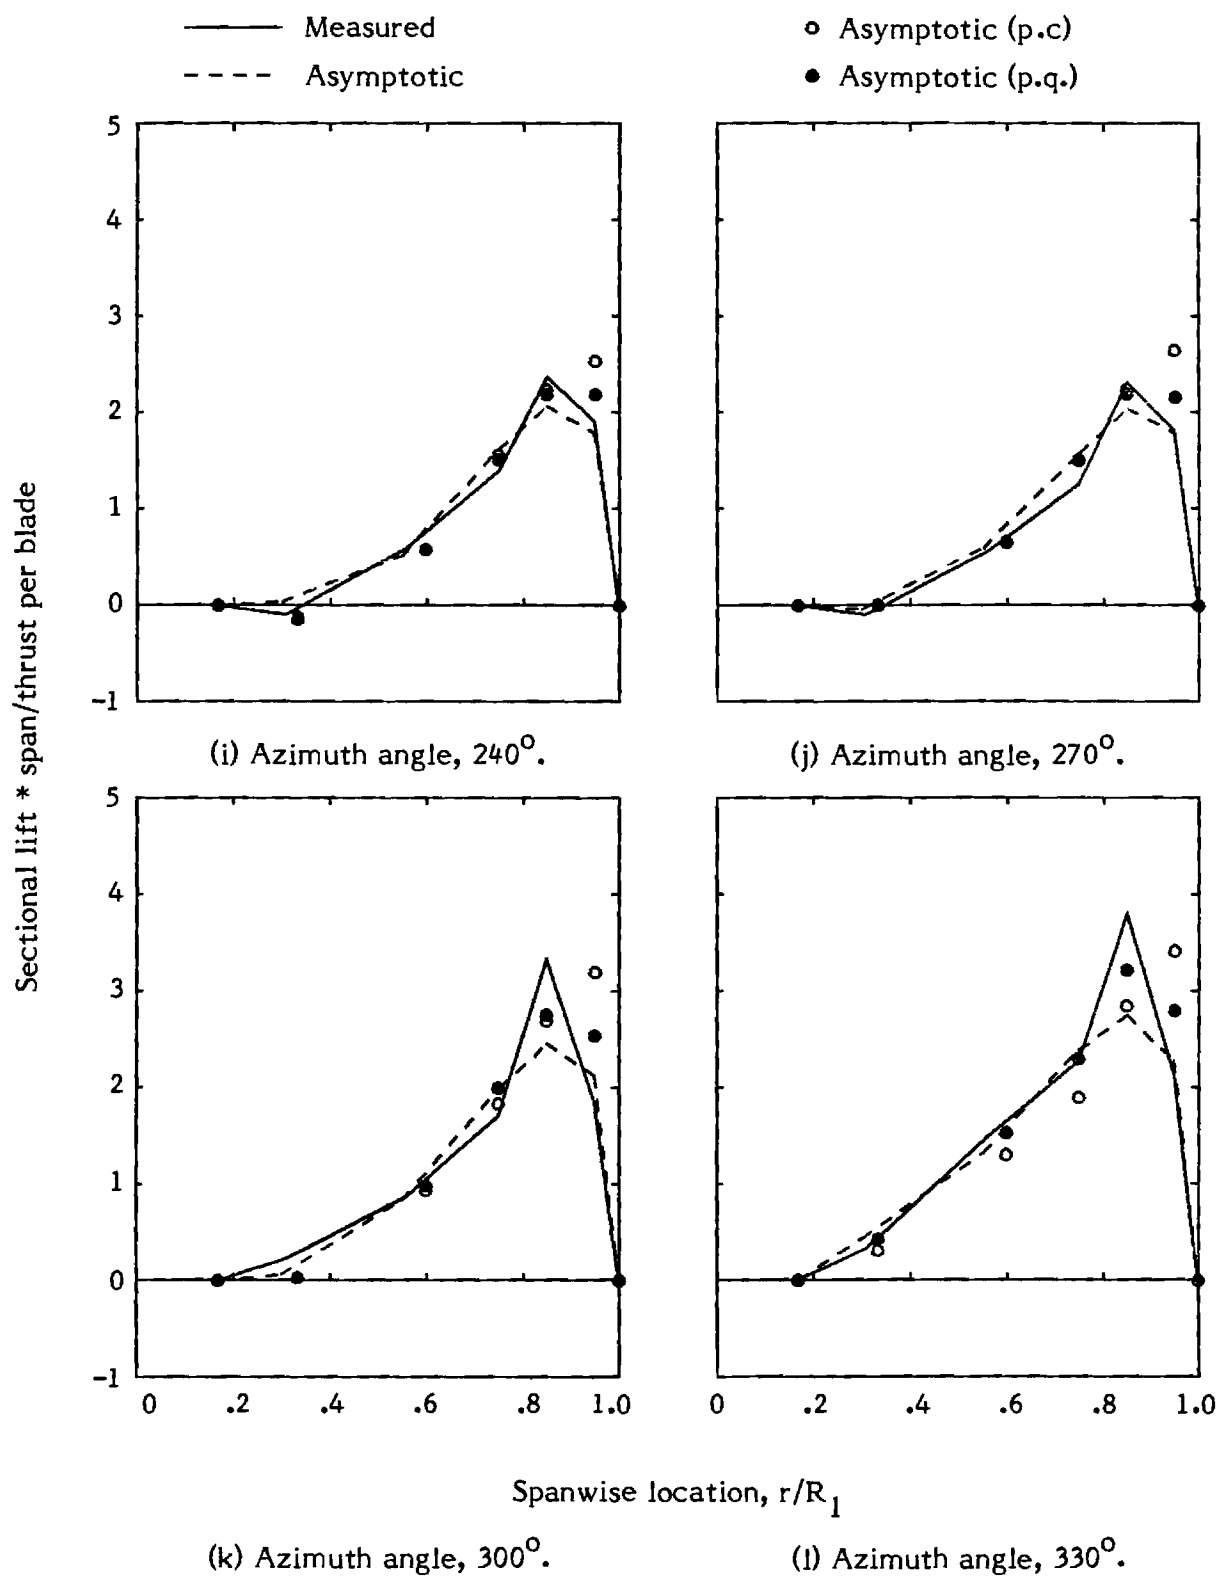 Measured
Asymptotic
Asymptotic (p.c)
Asymptotic (p.q.)
Sectional lift * span/thrust per blade
5
4
3
2
1
0
-1
(i) Azimuth angle, 240°.
(j) Azimuth angle, 270°.
5
4
3
2
1
0
-1
0 .2 .4 .6 .8 1.0
0 .2 .4 .6 .8 1.0
Spanwise location, r/R1
(k) Azimuth angle, 300°.
(l) Azimuth angle, 330°.